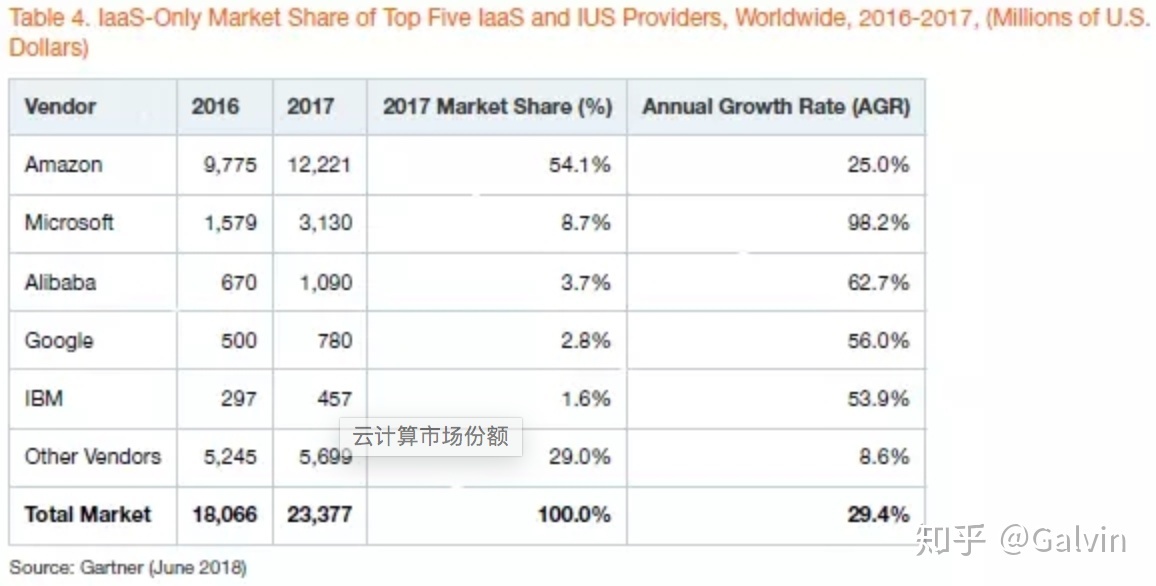 Table 4. IaaS-Only Market Share of Top Five IaaS and IUS Providers, Worldwide, 2016-2017, (Millions of U.S.
Dollars)
Vendor 2016 2017 2017 Market Share (%) Annual Growth Rate (AGR)
Amazon 9,775 12,221 54.1% 25.0%
Microsoft 1,579 3,130 8.7% 98.2%
Alibaba 670 1,090 3.7% 62.7%
Google 500 780 2.8% 56.0%
IBM 297 457 1.6% 53.9%
云计算市场份额
Other Vendors 5,245 5,699 29.0% 8.6%
Total Market 18,066 23,377 100.0% 29.4%
知乎 @Galvin
Source: Gartner (June 2018)